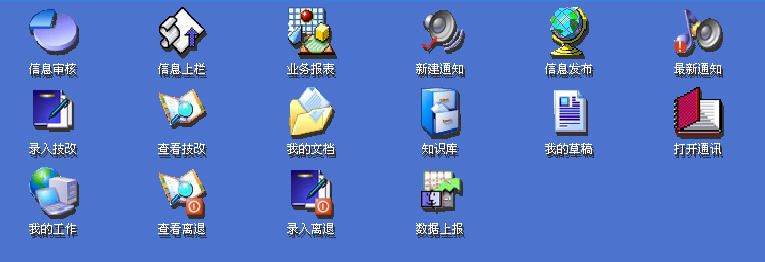 信息审核 信息上栏 业务报表 新建通知 信息发布 最新通知
录入技改 查看技改 我的文档 知识库 我的草稿 打开通讯
我的工作 查看离退 录入离退 数据上报